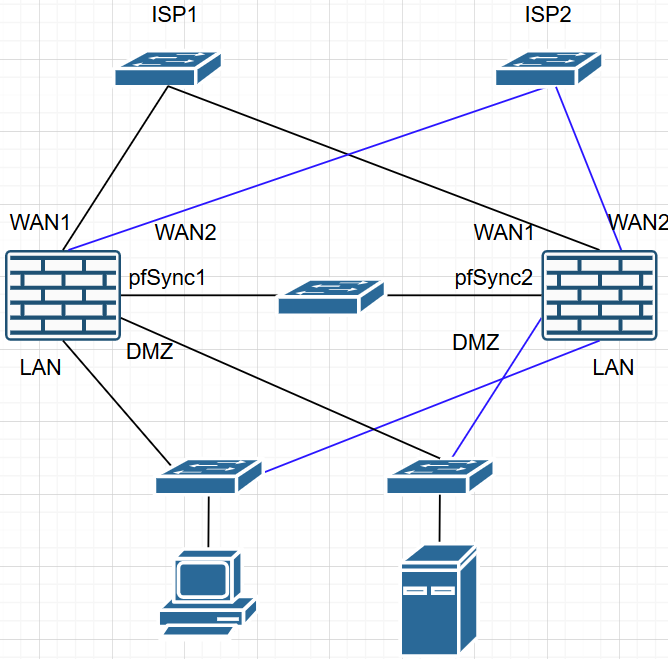 ISP1
ISP2
WAN1
WAN2
WAN1
WAN2
pfSync1
pfSync2
DMZ
DMZ
LAN
LAN